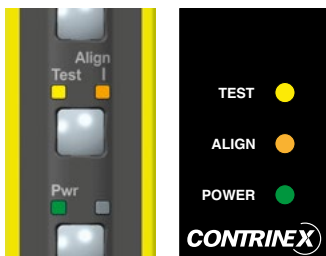 Align
Test I
Pwr
TEST
ALIGN
POWER
CONTRINEX